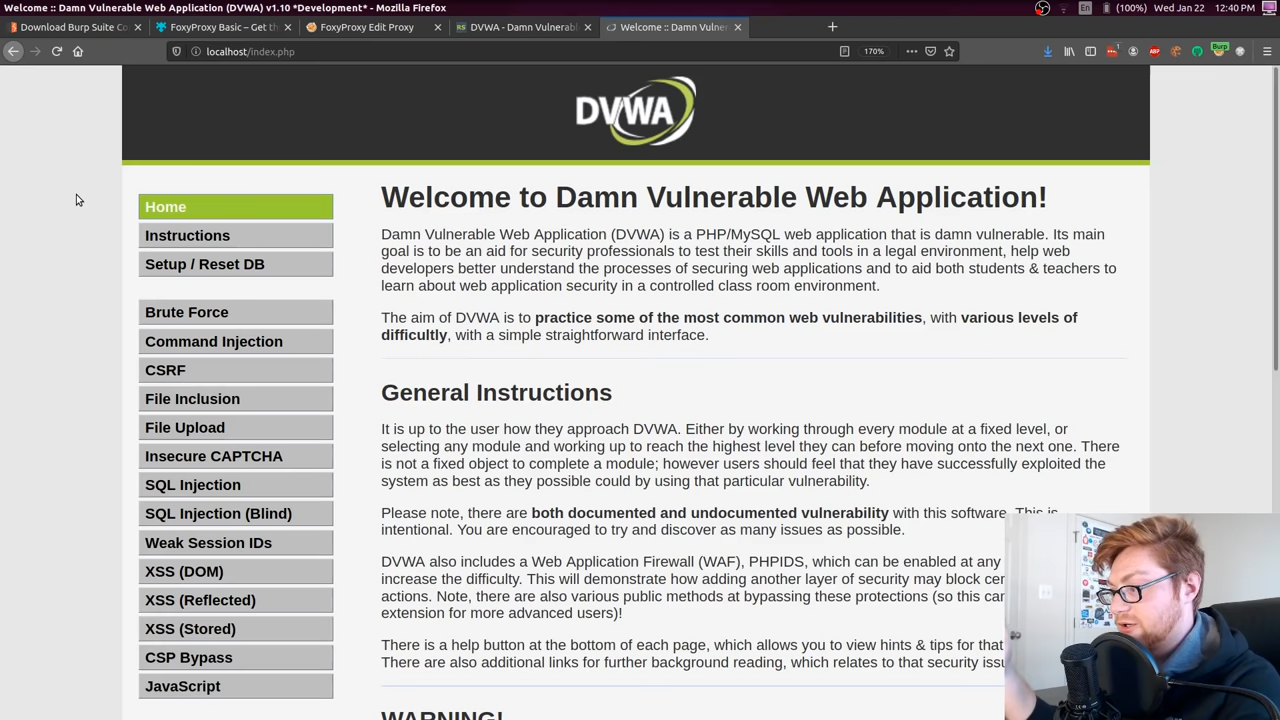 Welcome :: Damn Vulnerable Web Application (DVWA) v1.10 *Development* - Mozilla Firefox
En (100%) Wed Jan 22 12:40 PM
Download Burp Suite Co
FoxyProxy Basic – Get th
FoxyProxy Edit Proxy
DVWA - Damn Vulnerabl
Welcome :: Damn Vulner
localhost/index.php
170%
ABP
Burp
DVWA
Home
Instructions
Setup / Reset DB
Brute Force
Command Injection
CSRF
File Inclusion
File Upload
Insecure CAPTCHA
SQL Injection
SQL Injection (Blind)
Weak Session IDs
XSS (DOM)
XSS (Reflected)
XSS (Stored)
CSP Bypass
JavaScript
Welcome to Damn Vulnerable Web Application!
Damn Vulnerable Web Application (DVWA) is a PHP/MySQL web application that is damn vulnerable. Its main
goal is to be an aid for security professionals to test their skills and tools in a legal environment, help web
developers better understand the processes of securing web applications and to aid both students & teachers to
learn about web application security in a controlled class room environment.
The aim of DVWA is to practice some of the most common web vulnerabilities, with various levels of
difficultly, with a simple straightforward interface.
General Instructions
It is up to the user how they approach DVWA. Either by working through every module at a fixed level, or
selecting any module and working up to reach the highest level they can before moving onto the next one. There
is not a fixed object to complete a module; however users should feel that they have successfully exploited the
system as best as they possible could by using that particular vulnerability.
Please note, there are both documented and undocumented vulnerability with this software. This is
intentional. You are encouraged to try and discover as many issues as possible.
DVWA also includes a Web Application Firewall (WAF), PHPIDS, which can be enabled at any
increase the difficulty. This will demonstrate how adding another layer of security may block cer
actions. Note, there are also various public methods at bypassing these protections (so this can
extension for more advanced users)!
There is a help button at the bottom of each page, which allows you to view hints & tips for that
There are also additional links for further background reading, which relates to that security issu
WARNING!